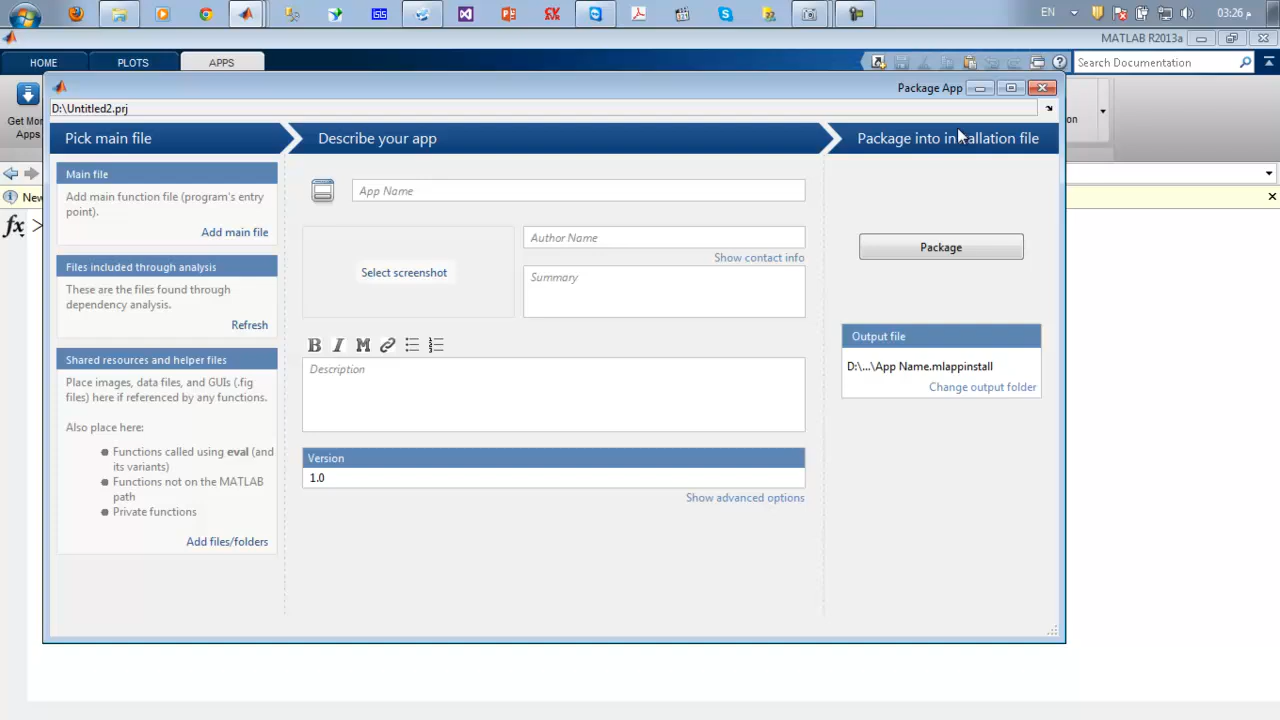 EN
03:26 م
MATLAB R2013a
HOME
PLOTS
APPS
Search Documentation
Get More
Apps
Package App
D:\Untitled2.prj
New
fx >
Pick main file
Describe your app
Package into installation file
Main file
Add main function file (program's entry
point).
Add main file
Files included through analysis
These are the files found through
dependency analysis.
Refresh
Shared resources and helper files
Place images, data files, and GUIs (.fig
files) here if referenced by any functions.
Also place here:
Functions called using eval (and
its variants)
Functions not on the MATLAB
path
Private functions
Add files/folders
App Name
Select screenshot
Author Name
Show contact info
Summary
B I M
Description
Version
1.0
Show advanced options
Package
Output file
D:\...\App Name.mlappinstall
Change output folder